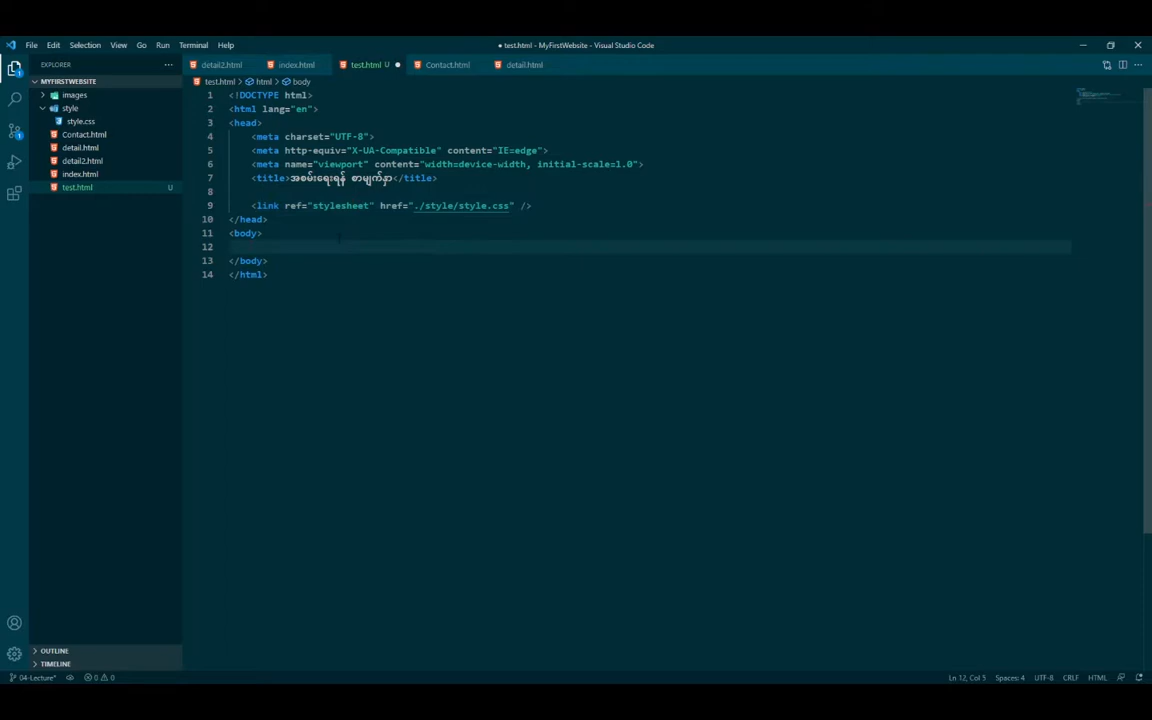 File Edit Selection View Go Run Terminal Help
● test.html - MyFirstWebsite - Visual Studio Code
EXPLORER
detail2.html index.html test.html U ● Contact.html detail.html
MYFIRSTWEBSITE
test.html > html > body
images
style
style.css
Contact.html
detail.html
detail2.html
index.html
test.html U
1 <!DOCTYPE html>
2 <html lang="en">
3 <head>
4 <meta charset="UTF-8">
5 <meta http-equiv="X-UA-Compatible" content="IE=edge">
6 <meta name="viewport" content="width=device-width, initial-scale=1.0">
7 <title>အစမ်းရေးရန် စာမျက်နှာ</title>
8
9 <link ref="stylesheet" href="./style/style.css" />
10 </head>
11 <body>
12
13 </body>
14 </html>
OUTLINE
TIMELINE
04-Lecture* 0 0 Ln 12, Col 5 Spaces: 4 UTF-8 CRLF HTML